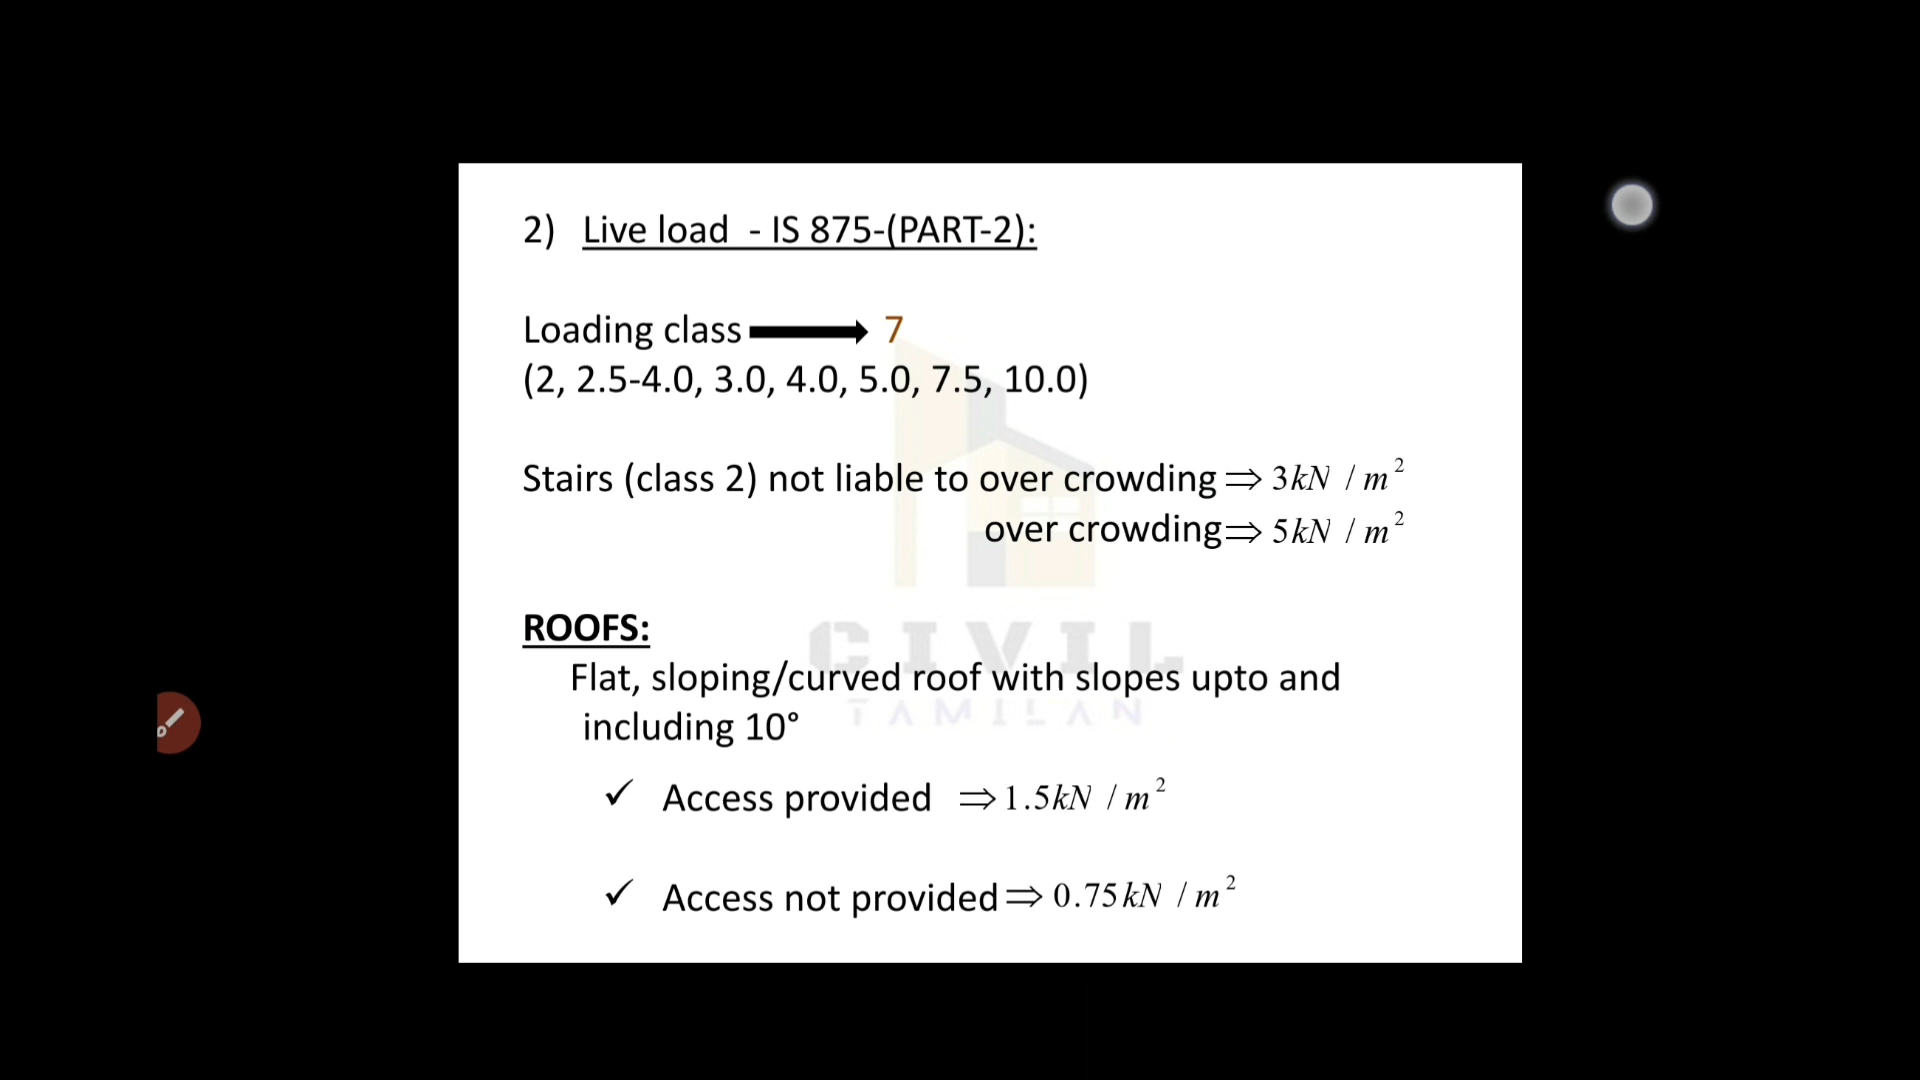 2) Live load - IS 875-(PART-2):
Loading class → 7
(2, 2.5-4.0, 3.0, 4.0, 5.0, 7.5, 10.0)
Stairs (class 2) not liable to over crowding ⇒ 3kN / m²
over crowding ⇒ 5kN / m²
ROOFS:
Flat, sloping/curved roof with slopes upto and
including 10°
✓ Access provided ⇒ 1.5kN / m²
✓ Access not provided ⇒ 0.75kN / m²
CIVIL
TAMILAN